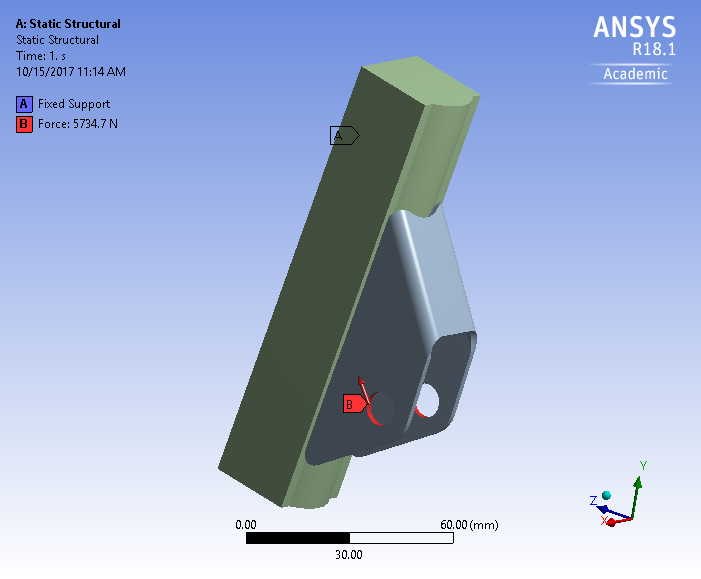 A: Static Structural
Static Structural
Time: 1. s
10/15/2017 11:14 AM
A Fixed Support
B Force: 5734.7 N
ANSYS
R18.1
Academic
A
B
Y
Z
X
0.00
60.00 (mm)
30.00